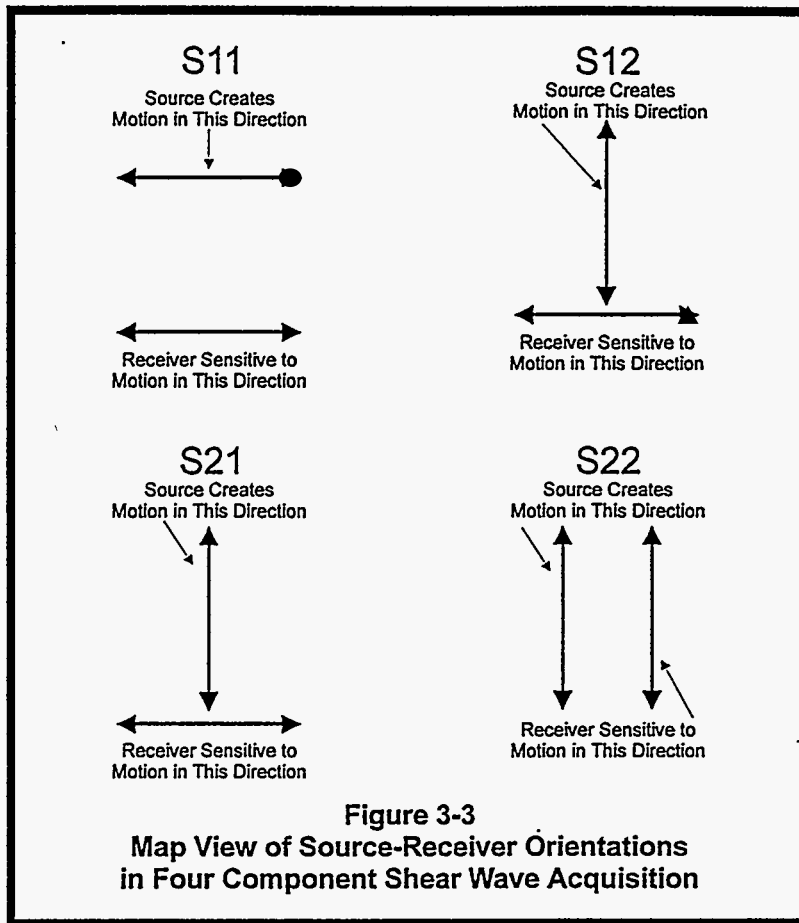 S11
Source Creates
Motion in This Direction
Receiver Sensitive to
Motion in This Direction
S12
Source Creates
Motion in This Direction
Receiver Sensitive to
Motion in This Direction
S21
Source Creates
Motion in This Direction
Receiver Sensitive to
Motion in This Direction
S22
Source Creates
Motion in This Direction
Receiver Sensitive to
Motion in This Direction
Figure 3-3
Map View of Source-Receiver Orientations
in Four Component Shear Wave Acquisition